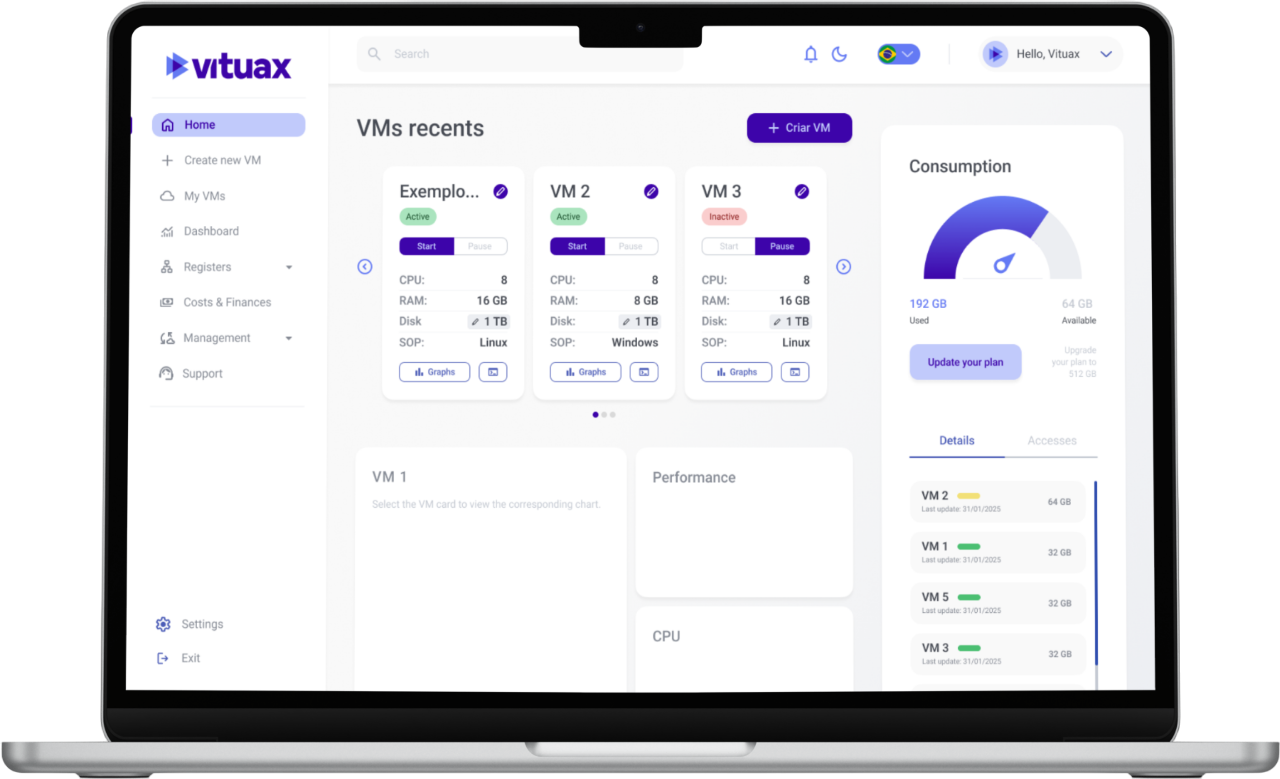 vituax
Search
Hello, Vituax
Home
Create new VM
My VMs
Dashboard
Registers
Costs & Finances
Management
Support
Settings
Exit
VMs recents
+ Criar VM
Exemplo...
Active
Start Pause
CPU: 8
RAM: 16 GB
Disk 1 TB
SOP: Linux
Graphs
VM 2
Active
Start Pause
CPU: 8
RAM: 8 GB
Disk: 1 TB
SOP: Windows
Graphs
VM 3
Inactive
Start Pause
CPU: 8
RAM: 16 GB
Disk: 1 TB
SOP: Linux
Graphs
VM 1
Select the VM card to view the corresponding chart.
Performance
CPU
Consumption
192 GB 64 GB
Used Available
Update your plan
Upgrade
your plan to
512 GB
Details Accesses
VM 2 64 GB
Last update: 31/01/2025
VM 1 32 GB
Last update: 31/01/2025
VM 5 32 GB
Last update: 31/01/2025
VM 3 32 GB
Last update: 31/01/2025